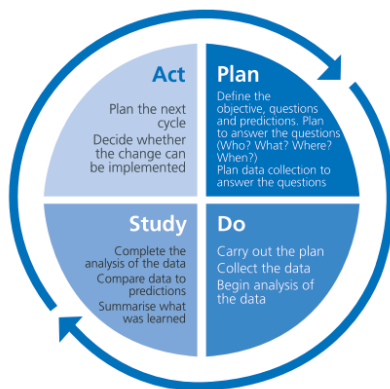 Act
Plan the next
cycle
Decide whether
the change can
be implemented
Plan
Define the
objective, questions
and predictions. Plan
to answer the questions
(Who? What? Where?
When?)
Plan data collection to
answer the questions
Study
Complete the
analysis of the data
Compare data to
predictions
Summarise what
was learned
Do
Carry out the plan
Collect the data
Begin analysis of
the data